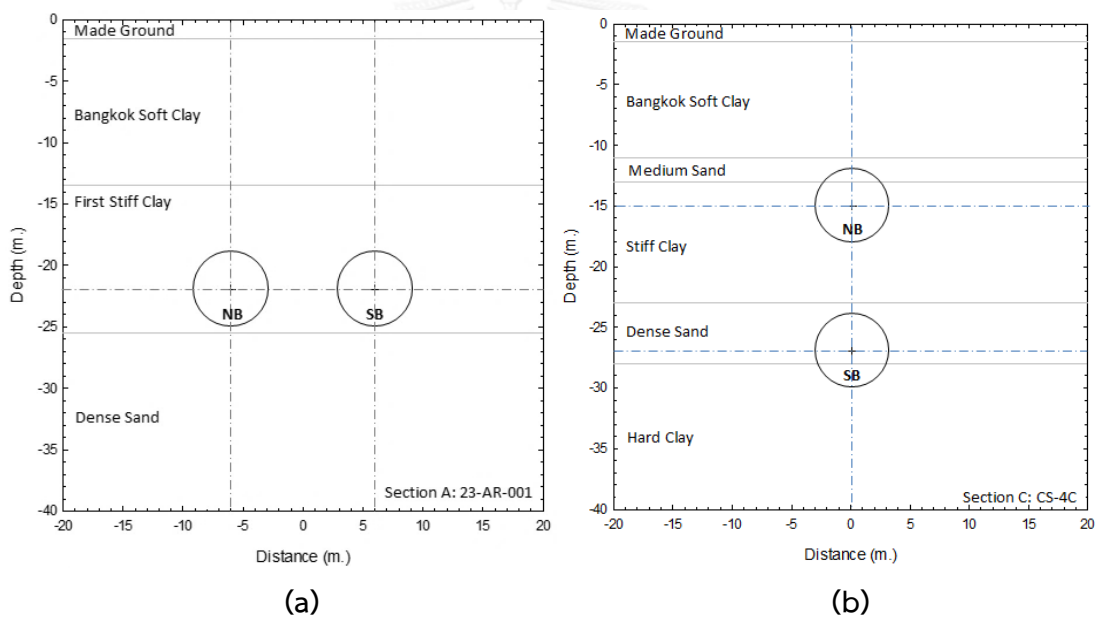 0
Made Ground
-5
Bangkok Soft Clay
-10
First Stiff Clay
-15
-20
NB
SB
-25
-30
Dense Sand
-35
Section A: 23-AR-001
-40
-20
-15
-10
-5
0
5
10
15
20
Depth (m.)
Distance (m.)
(a)
0
Made Ground
-5
Bangkok Soft Clay
-10
Medium Sand
-15
NB
Stiff Clay
-20
-25
Dense Sand
SB
-30
Hard Clay
-35
Section C: CS-4C
-40
-20
-15
-10
-5
0
5
10
15
20
Depth (m.)
Distance (m.)
(b)